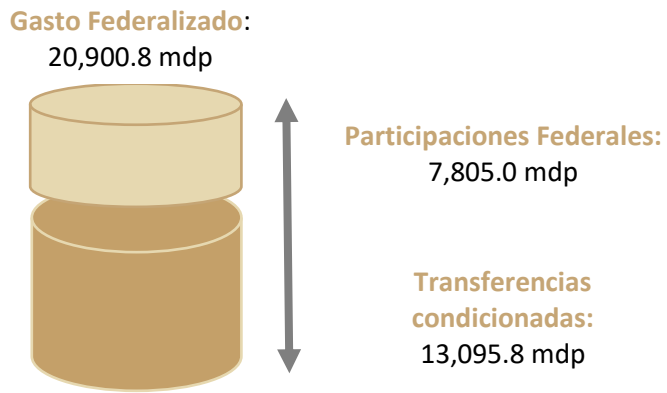 Gasto Federalizado:
20,900.8 mdp
Participaciones Federales:
7,805.0 mdp
Transferencias
condicionadas:
13,095.8 mdp